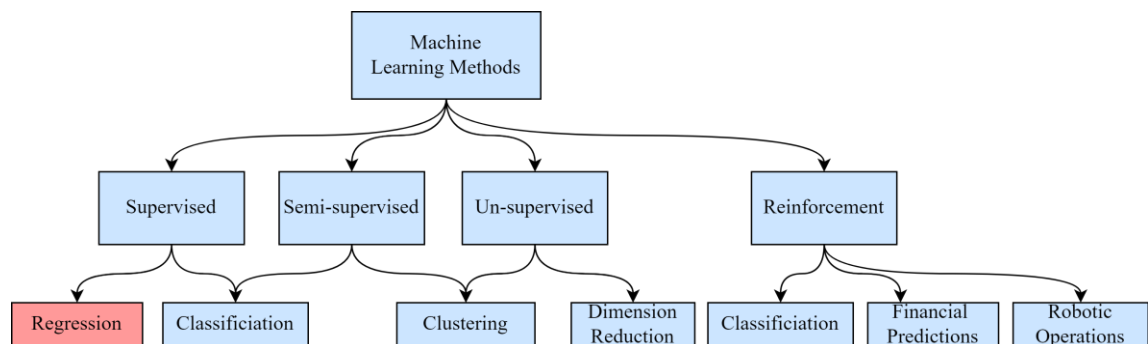 Machine
Learning Methods
Supervised
Semi-supervised
Un-supervised
Reinforcement
Regression
Classificiation
Clustering
Dimension
Reduction
Classificiation
Financial
Predictions
Robotic
Operations